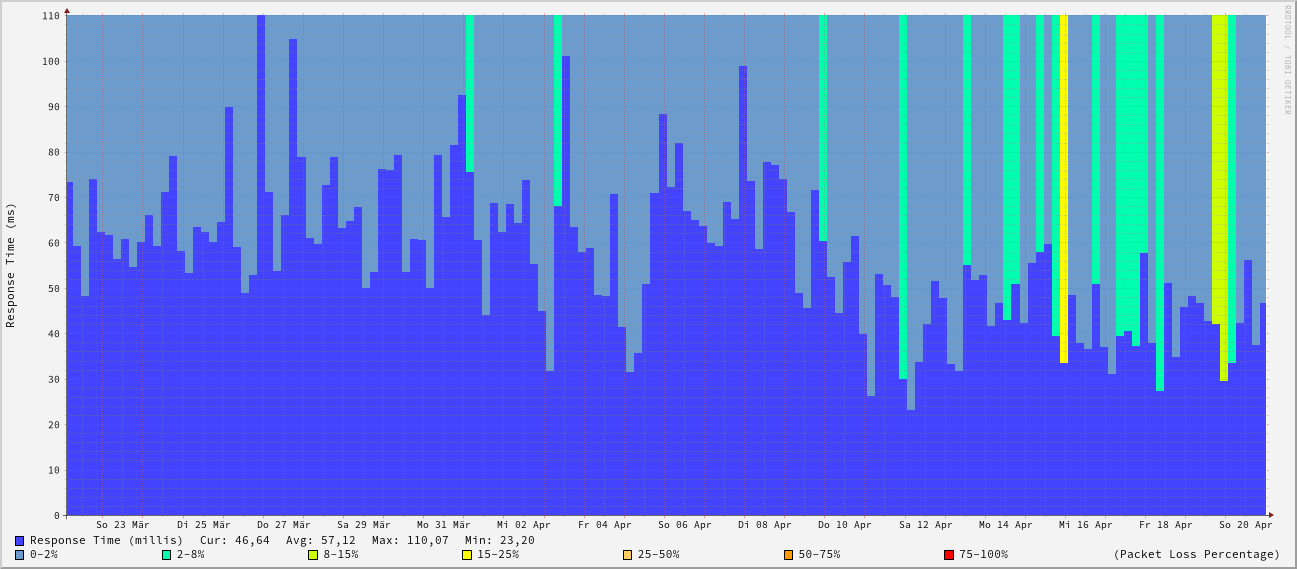 RRDTOOL / TOBI OETIKER
Response Time (ms)
110
100
90
80
70
60
50
40
30
20
10
0
So 23 Mär Di 25 Mär Do 27 Mär Sa 29 Mär Mo 31 Mär Mi 02 Apr Fr 04 Apr So 06 Apr Di 08 Apr Do 10 Apr Sa 12 Apr Mo 14 Apr Mi 16 Apr Fr 18 Apr So 20 Apr
Response Time (millis) Cur: 46,64 Avg: 57,12 Max: 110,07 Min: 23,20
0-2% 2-8% 8-15% 15-25% 25-50% 50-75% 75-100% (Packet Loss Percentage)